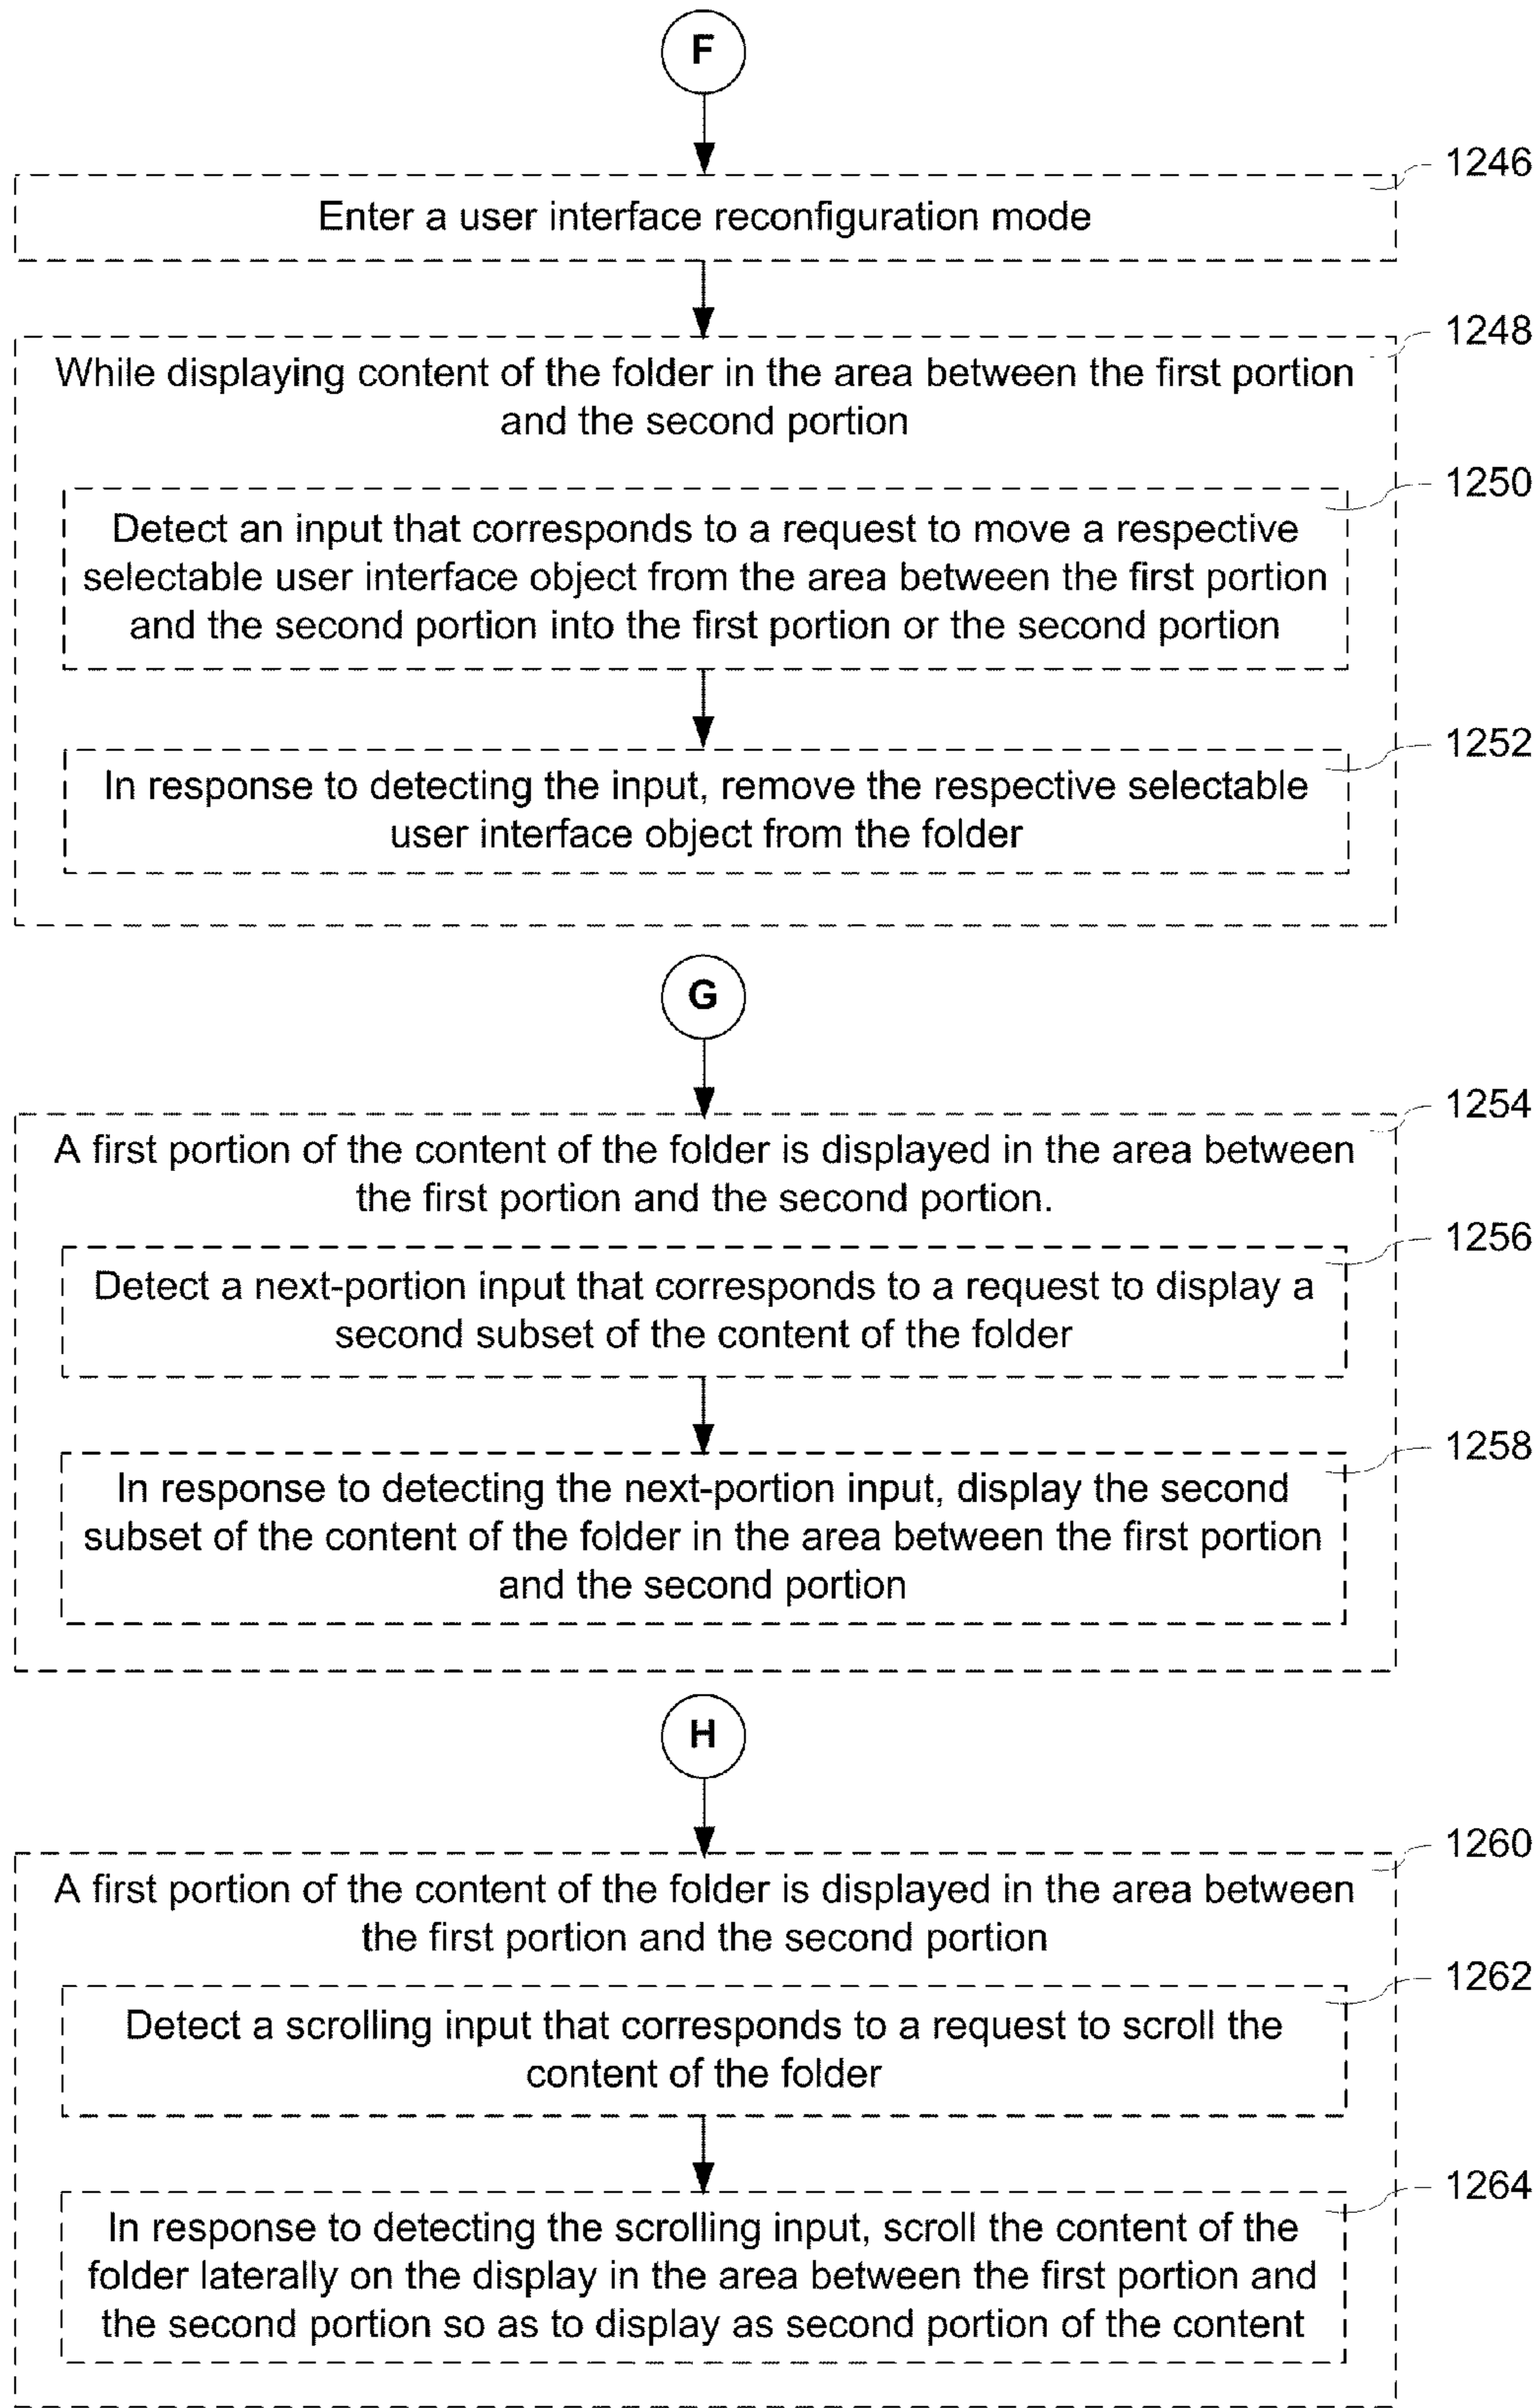 F
1246
Enter a user interface reconfiguration mode
1248
While displaying content of the folder in the area between the first portion
and the second portion
1250
Detect an input that corresponds to a request to move a respective
selectable user interface object from the area between the first portion
and the second portion into the first portion or the second portion
1252
In response to detecting the input, remove the respective selectable
user interface object from the folder
G
1254
A first portion of the content of the folder is displayed in the area between
the first portion and the second portion.
1256
Detect a next-portion input that corresponds to a request to display a
second subset of the content of the folder
1258
In response to detecting the next-portion input, display the second
subset of the content of the folder in the area between the first portion
and the second portion
H
1260
A first portion of the content of the folder is displayed in the area between
the first portion and the second portion
1262
Detect a scrolling input that corresponds to a request to scroll the
content of the folder
1264
In response to detecting the scrolling input, scroll the content of the
folder laterally on the display in the area between the first portion and
the second portion so as to display as second portion of the content